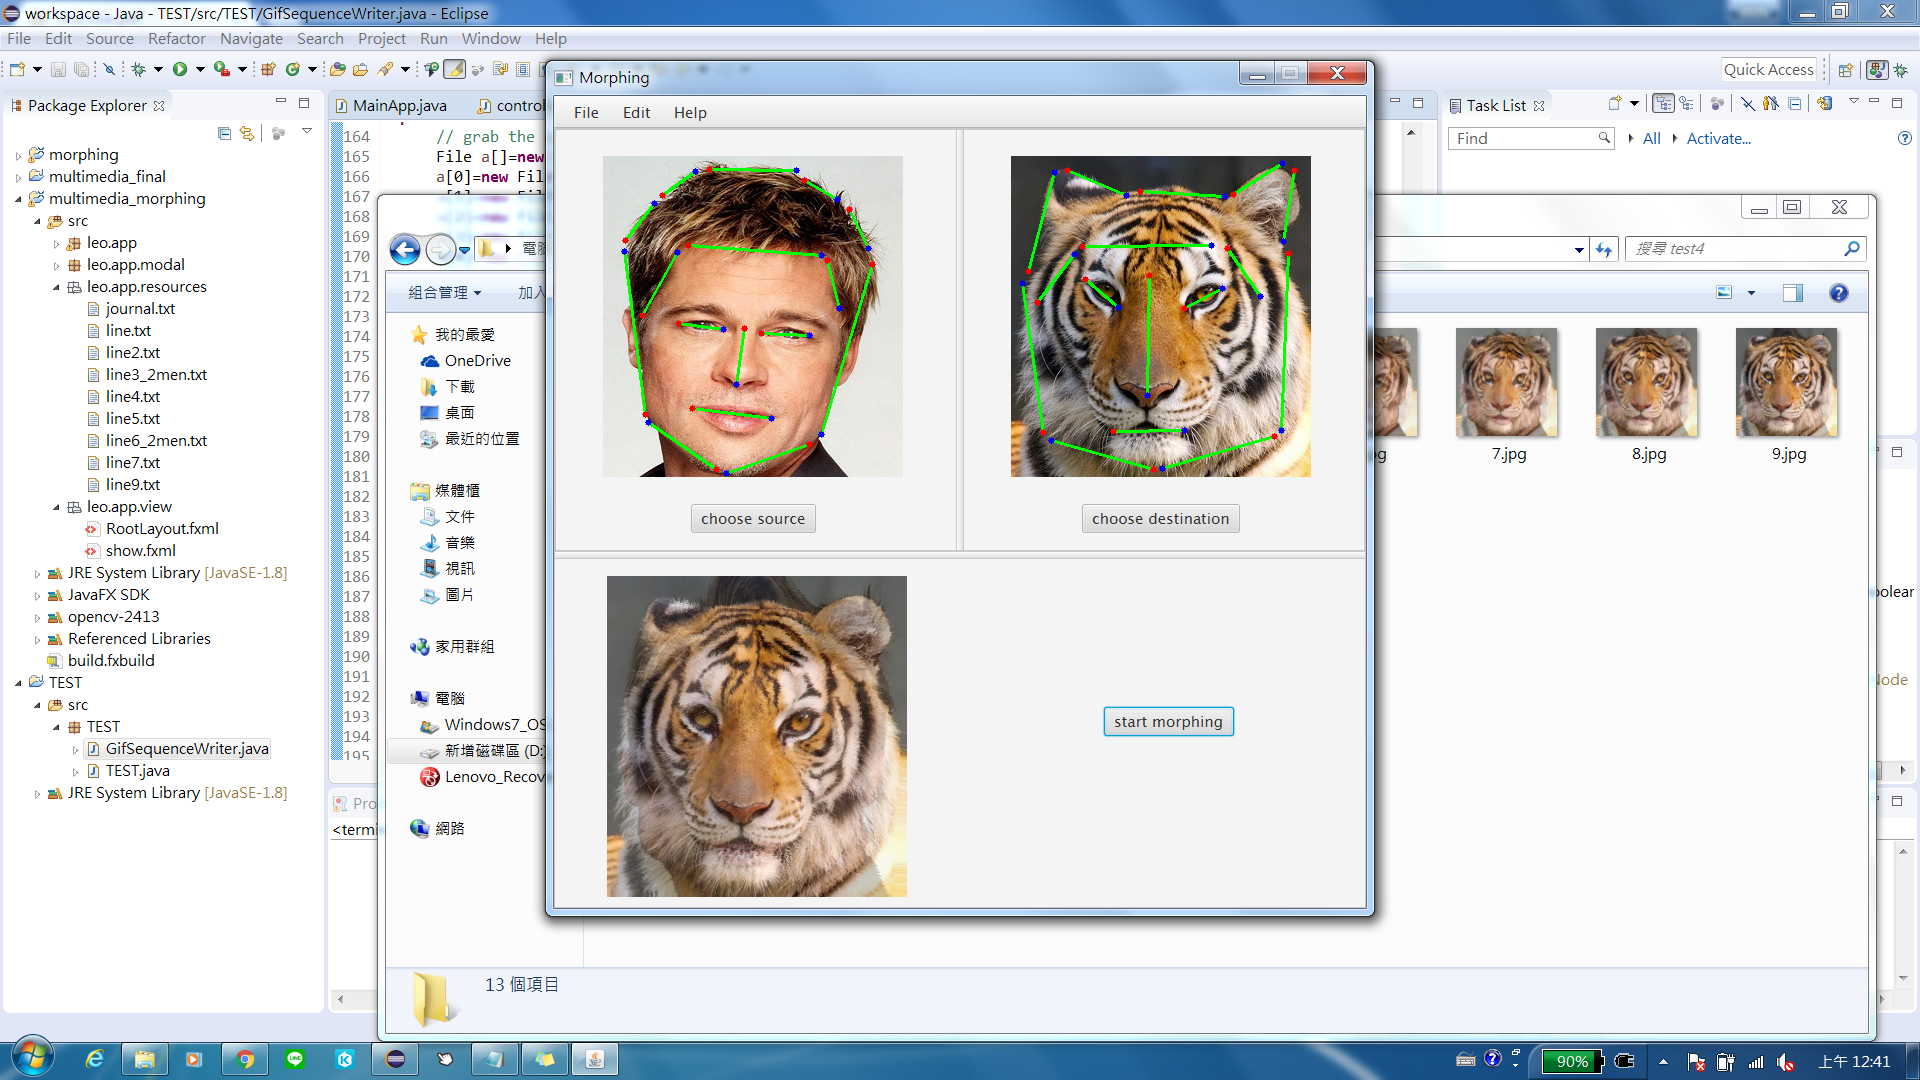 workspace - Java - TEST/src/TEST/GifSequenceWriter.java - Eclipse
File Edit Source Refactor Navigate Search Project Run Window Help
Quick Access
Package Explorer
morphing
multimedia_final
multimedia_morphing
src
leo.app
leo.app.modal
leo.app.resources
journal.txt
line.txt
line2.txt
line3_2men.txt
line4.txt
line5.txt
line6_2men.txt
line7.txt
line9.txt
leo.app.view
RootLayout.fxml
show.fxml
JRE System Library [JavaSE-1.8]
JavaFX SDK
opencv-2413
Referenced Libraries
build.fxbuild
TEST
src
TEST
GifSequenceWriter.java
TEST.java
JRE System Library [JavaSE-1.8]
MainApp.java
control
164 // grab the
165 File a[]=new
166 a[0]=new Fil
167
168
169
170
171
172
173
174
175
176
177
178
179
180
181
182
183
184
185
186
187
188
189
190
191
192
193
194
195
Pro
<termi
Task List
Find
All
Activate...
Morphing
File Edit Help
choose source
choose destination
start morphing
電腦
搜尋 test4
組合管理
加入
我的最愛
OneDrive
下載
桌面
最近的位置
媒體櫃
文件
音樂
視訊
圖片
家用群組
電腦
Windows7_OS
新增磁碟區 (D:)
Lenovo_Recov
網路
7.jpg
8.jpg
9.jpg
13 個項目
90%
上午 12:41